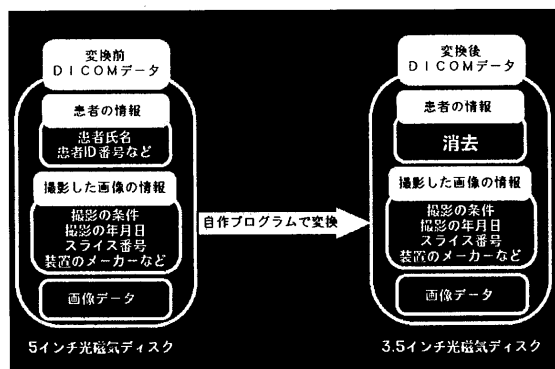 変換前
DICOMデータ
患者の情報
患者氏名
患者ID番号など
撮影した画像の情報
撮影の条件
撮影の年月日
スライス番号
装置のメーカーなど
画像データ
5インチ光磁気ディスク
自作プログラムで変換
変換後
DICOMデータ
患者の情報
消去
撮影した画像の情報
撮影の条件
撮影の年月日
スライス番号
装置のメーカーなど
画像データ
3.5インチ光磁気ディスク